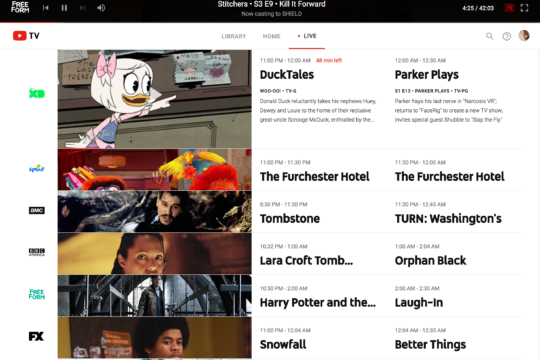 FREE
FORM
Stitchers • S3 E9 • Kill It Forward
Now casting to SHIELD
4:25 / 42:03
TV
LIBRARY
HOME
• LIVE
XD
11:00 PM - 12:00 AM 48 min left
DuckTales
WOO-OO! • TV-G
Donald Duck reluctantly takes his nephews Huey,
Dewey and Louie to the home of their reclusive
great-uncle Scrooge McDuck; enthralled by the...
12:00 AM - 12:30 AM
Parker Plays
S1 E13 • PARKER PLAYS • TV-PG
Parker frays his last nerve in "Narcosis VR";
returns to "FaceRig" to create a new TV show;
invites special guest Shubble to "Slap the Fly."
sprout
11:00 PM - 11:30 PM
The Furchester Hotel
11:30 PM - 12:00 AM
The Furchester Hotel
AMC
8:30 PM - 11:30 PM
Tombstone
11:30 PM - 12:45 AM
TURN: Washington's
BBC
AMERICA
10:32 PM - 1:00 AM
Lara Croft Tomb...
1:00 AM - 2:04 AM
Orphan Black
FREE
FORM
10:50 PM - 2:00 AM
Harry Potter and the...
2:00 AM - 2:30 AM
Laugh-In
FX
11:00 PM - 12:04 AM
Snowfall
12:04 AM - 12:35 AM
Better Things